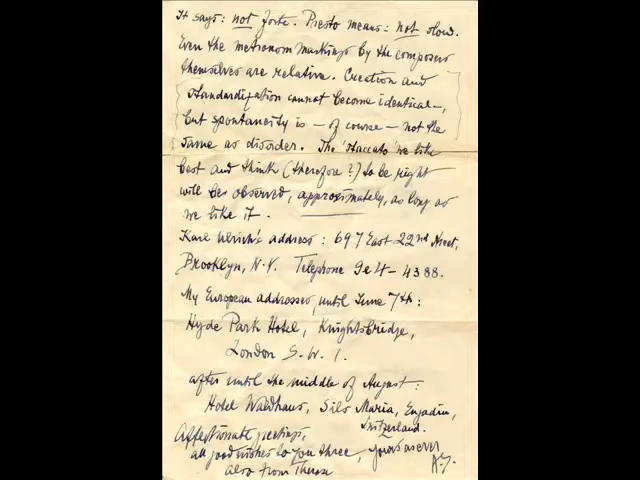 It says: not forte. Presto means: not slow.
Even the metronom markings by the composers
themselves are relative. Creation and
standardization cannot become identical –,
but spontaneity is – of course – not the
same as disorder. The "staccato" we like
best and think (therefore?) to be right
will be observed, approximately, as long as
we like it.
Karl Ulrich's address: 697 East 22nd Street,
Brooklyn, N.Y. Telephone Ge 4 – 4388.
My European addresses, until June 7th:
Hyde Park Hotel, Knightsbridge,
London S.W. 1.
after until the middle of August:
Hotel Waldhaus, Sils Maria, Engadin,
Switzerland.
Affectionate greetings,
all good wishes to you three, yours as ever
also from Therese
A.S.